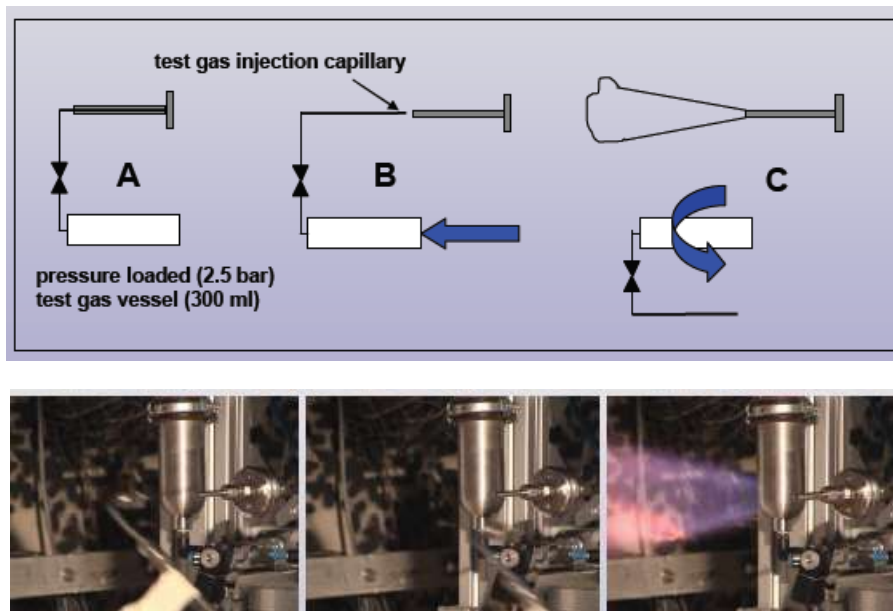 test gas injection capillary
A
B
C
pressure loaded (2.5 bar)
test gas vessel (300 ml)